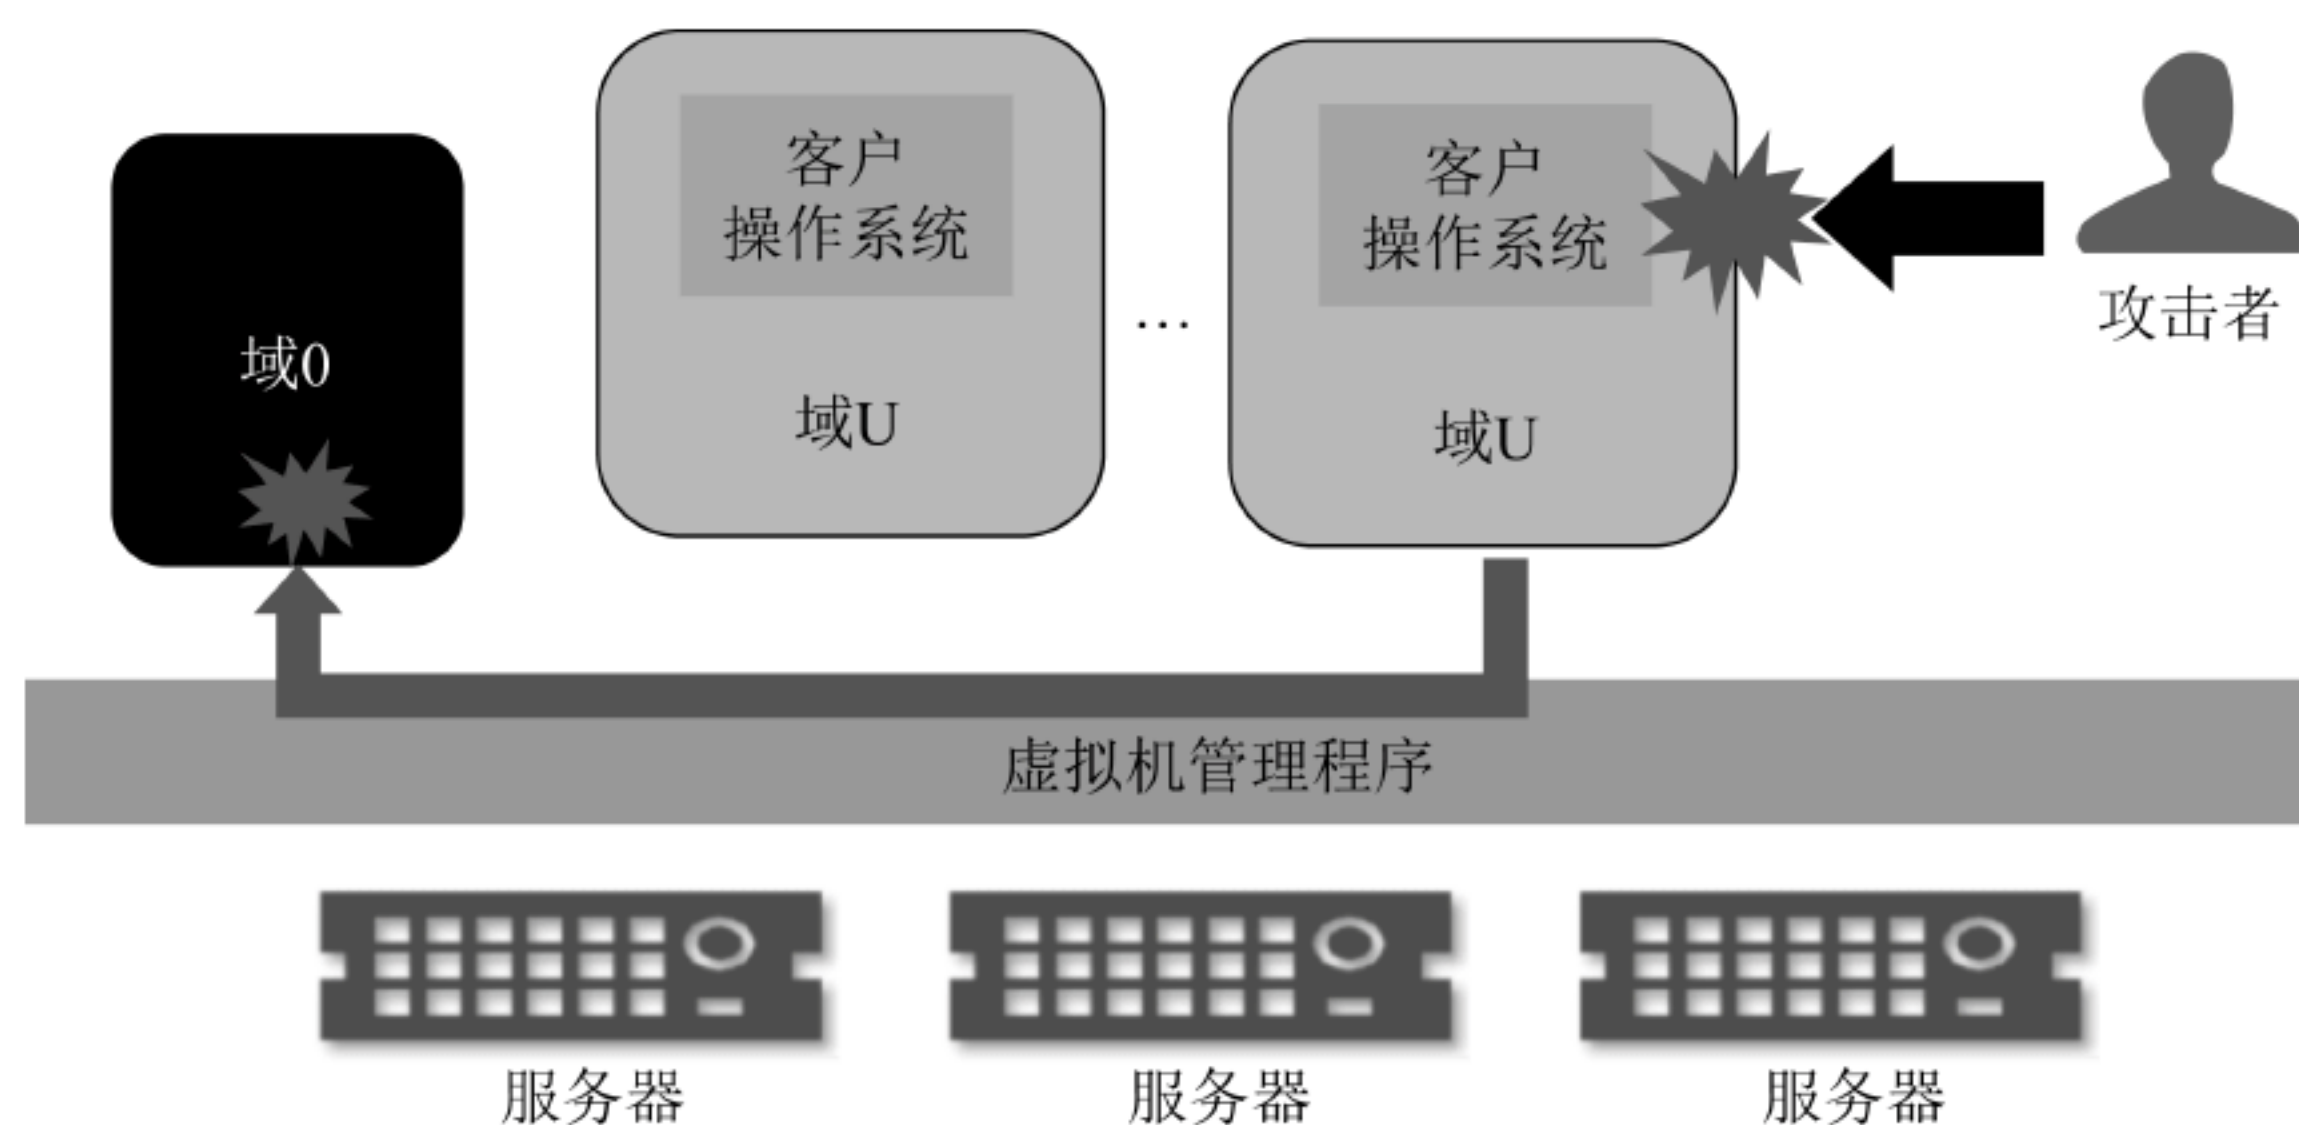 客户
操作系统
域U
…
客户
操作系统
域U
攻击者
域0
虚拟机管理程序
服务器
服务器
服务器